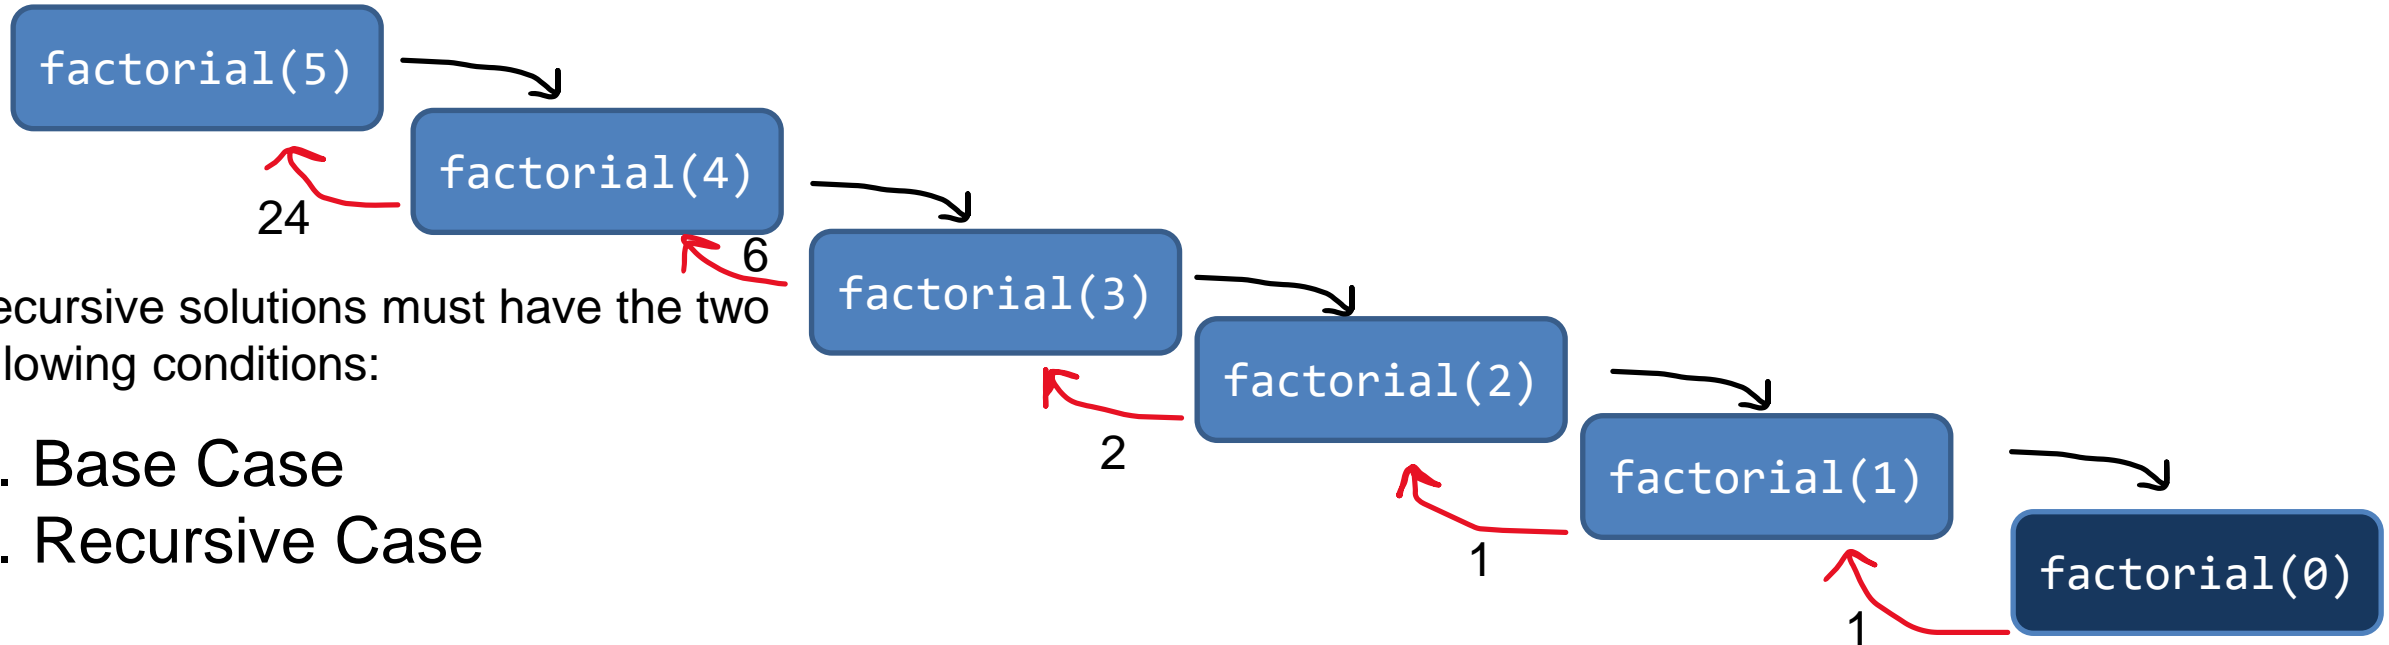 factorial(5)
factorial(4)
24
6
factorial(3)
ecursive solutions must have the two
llowing conditions:
factorial(2)
2
. Base Case
factorial(1)
. Recursive Case
1
factorial(0)
1